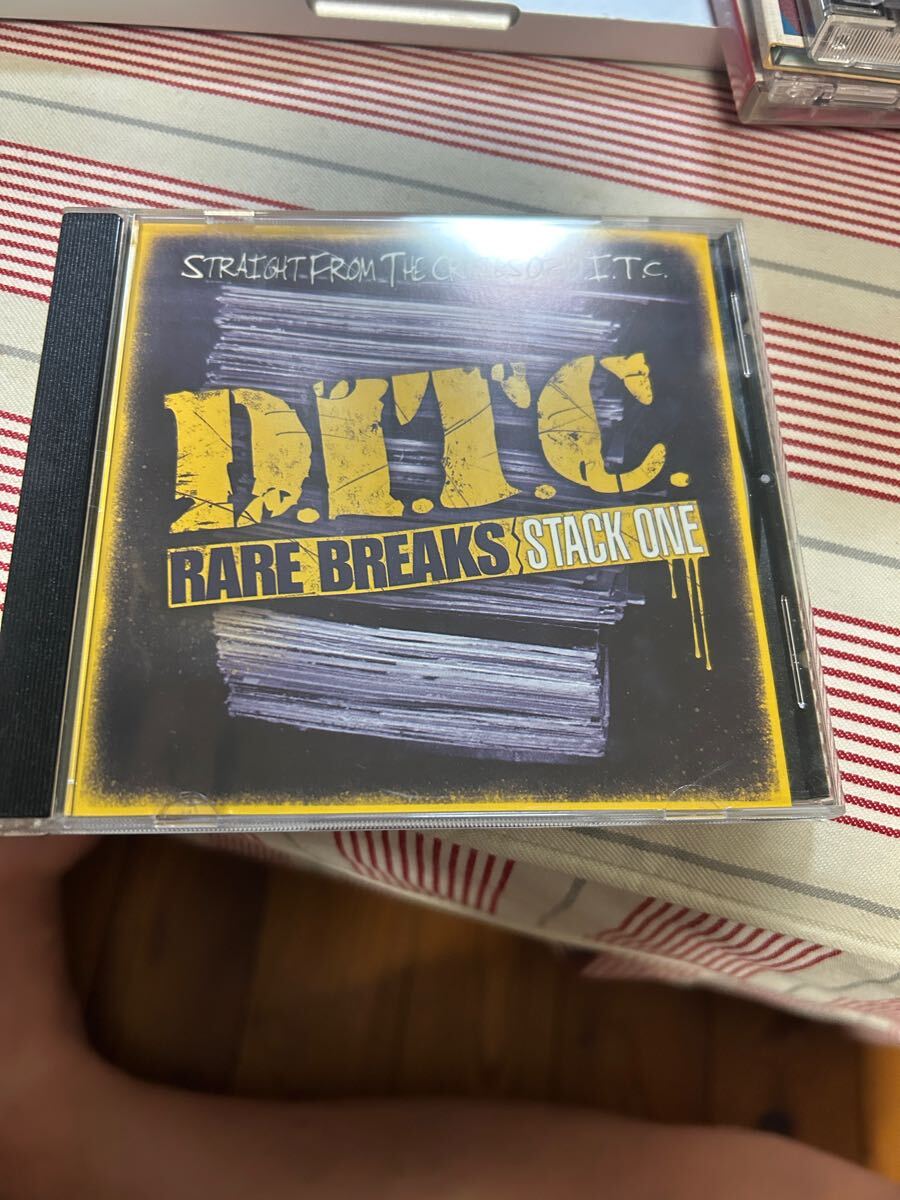 STRAIGHT FROM THE CRATES OF D.I.T.C.
D.I.T.C.
RARE BREAKS STACK ONE